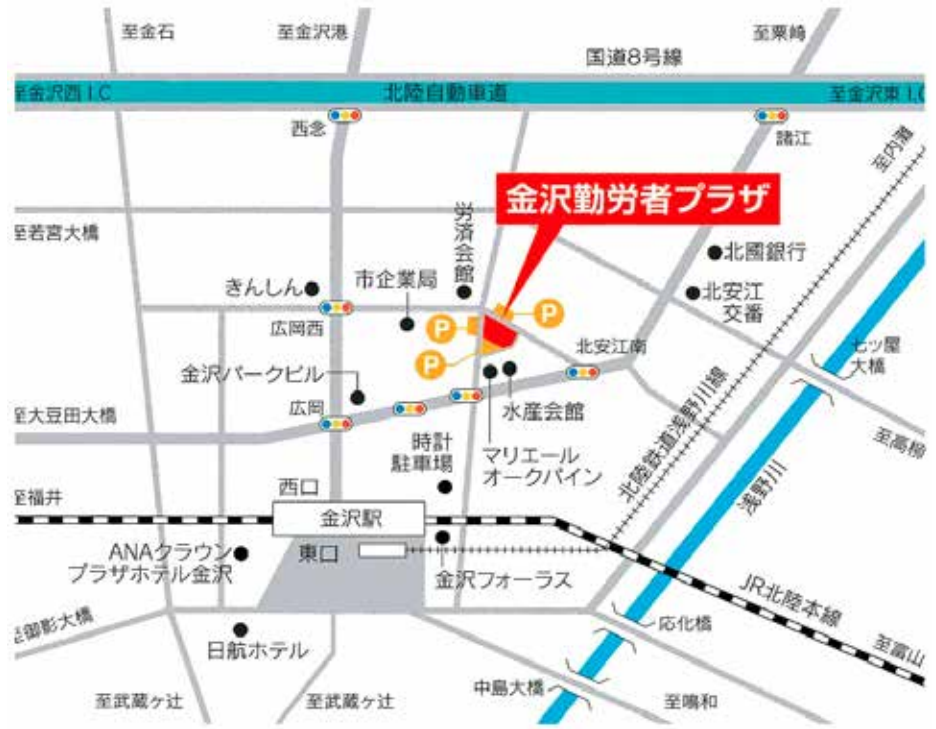 至金石
至金沢港
至粟崎
国道8号線
至金沢西I.C
北陸自動車道
至金沢東I.C
西念
諸江
至内灘
金沢勤労者プラザ
至若宮大橋
労済会館
北國銀行
きんしん
市企業局
北安江
交番
P
P
P
広岡西
北安江南
七ツ屋
大橋
金沢パークビル
広岡
水産会館
至大豆田大橋
時計
駐車場
マリエール
オークパイン
北陸鉄道浅野川線
至高柳
浅野川
至福井
西口
金沢駅
東口
ANAクラウン
プラザホテル金沢
金沢フォーラス
JR北陸本線
至御影大橋
日航ホテル
応化橋
至富山
中島大橋
至武蔵ヶ辻
至武蔵ヶ辻
至鳴和